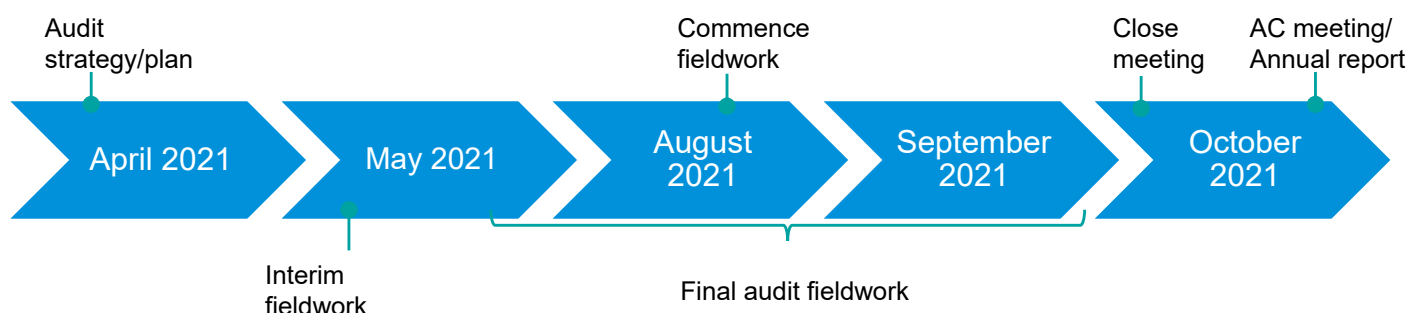 Audit
strategy/plan
Commence
fieldwork
Close
meeting
AC meeting/
Annual report
April 2021
May 2021
August
2021
September
2021
October
2021
Interim
fieldwork
Final audit fieldwork